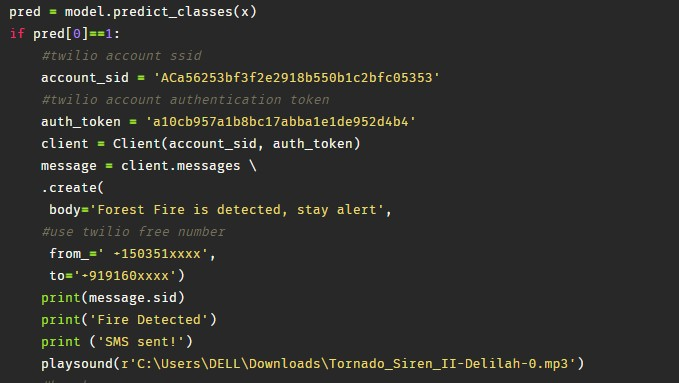 pred = model.predict_classes(x)
if pred[0]==1:
#twilio account ssid
account_sid = 'ACa56253bf3f2e2918b550b1c2bfc05353'
#twilio account authentication token
auth_token = 'a10cb957a1b8bc17abba1e1de952d4b4'
client = Client(account_sid, auth_token)
message = client.messages \
.create(
body='Forest Fire is detected, stay alert',
#use twilio free number
from_=' +150351xxxx',
to='+919160xxxx')
print(message.sid)
print('Fire Detected')
print ('SMS sent!')
playsound(r'C:\Users\DELL\Downloads\Tornado_Siren_II-Delilah-0.mp3')